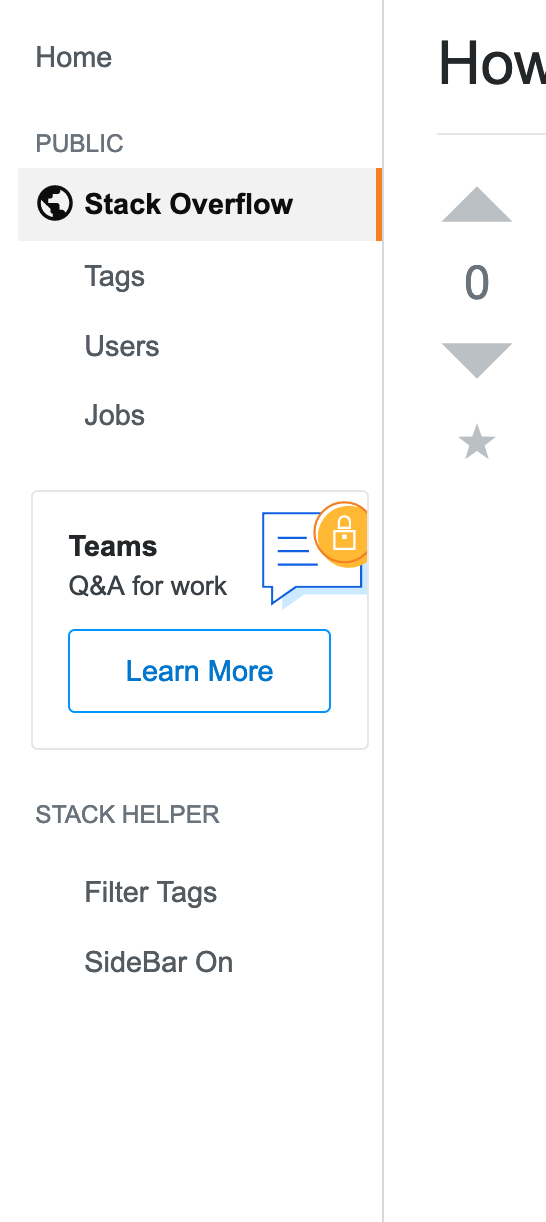 Home
PUBLIC
Stack Overflow
Tags
Users
Jobs
Teams
Q&A for work
Learn More
STACK HELPER
Filter Tags
SideBar On
How
0